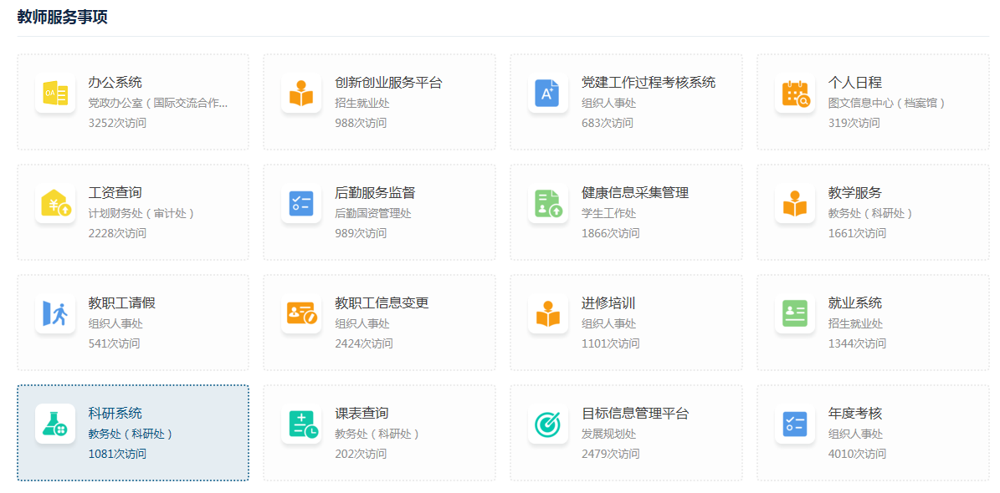 教师服务事项
办公系统
党政办公室（国际交流合作...
3252次访问
创新创业服务平台
招生就业处
988次访问
党建工作过程考核系统
组织人事处
683次访问
个人日程
图文信息中心（档案馆）
319次访问
工资查询
计划财务处（审计处）
2228次访问
后勤服务监督
后勤国资管理处
989次访问
健康信息采集管理
学生工作处
1866次访问
教学服务
教务处（科研处）
1661次访问
教职工请假
组织人事处
541次访问
教职工信息变更
组织人事处
2424次访问
进修培训
组织人事处
1101次访问
就业系统
招生就业处
1344次访问
科研系统
教务处（科研处）
1081次访问
课表查询
教务处（科研处）
202次访问
目标信息管理平台
发展规划处
2479次访问
年度考核
组织人事处
4010次访问